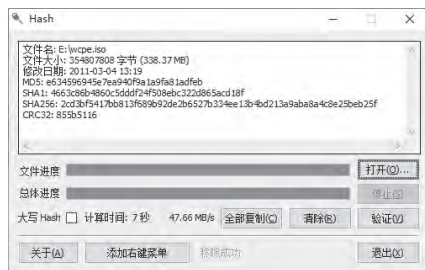 Hash
文件名: E:\wcpe.iso
文件大小: 354807808 字节 (338.37 MB)
修改日期: 2011-03-04 13:19
MD5: e634596945e7ea940f9a1a9fa81adfeb
SHA1: 4663c86b4860c5dddf24f508ebc322d865acd18f
SHA256: 2cd3bf5417bb813f689b92de2b6527b334ee13b4bd213a9aba8a4c8e25beb25f
CRC32: 855b5116
文件进度 打开(O)...
总体进度 停止(S)
大写 Hash 计算时间: 7 秒 47.66 MB/s 全部复制(C) 清除(R) 验证(V)
关于(A) 添加右键菜单 移除成功 退出(X)